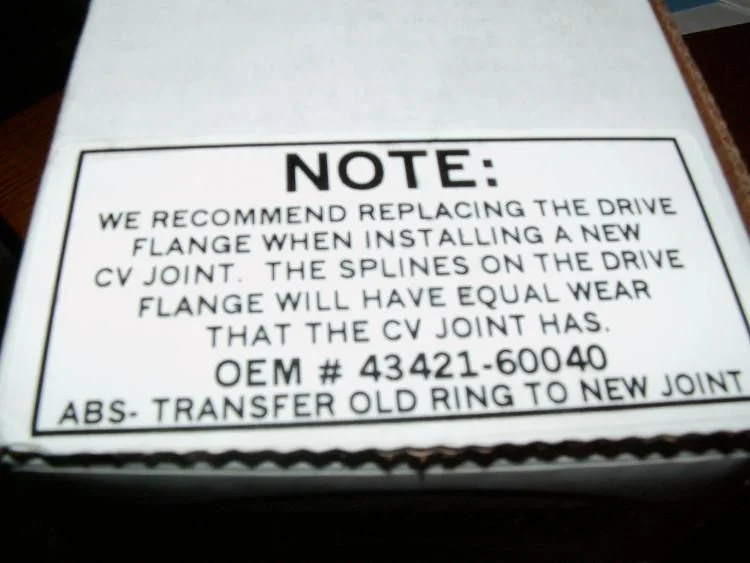 NOTE:
WE RECOMMEND REPLACING THE DRIVE
FLANGE WHEN INSTALLING A NEW
CV JOINT. THE SPLINES ON THE DRIVE
FLANGE WILL HAVE EQUAL WEAR
THAT THE CV JOINT HAS.
OEM # 43421-60040
ABS- TRANSFER OLD RING TO NEW JOINT